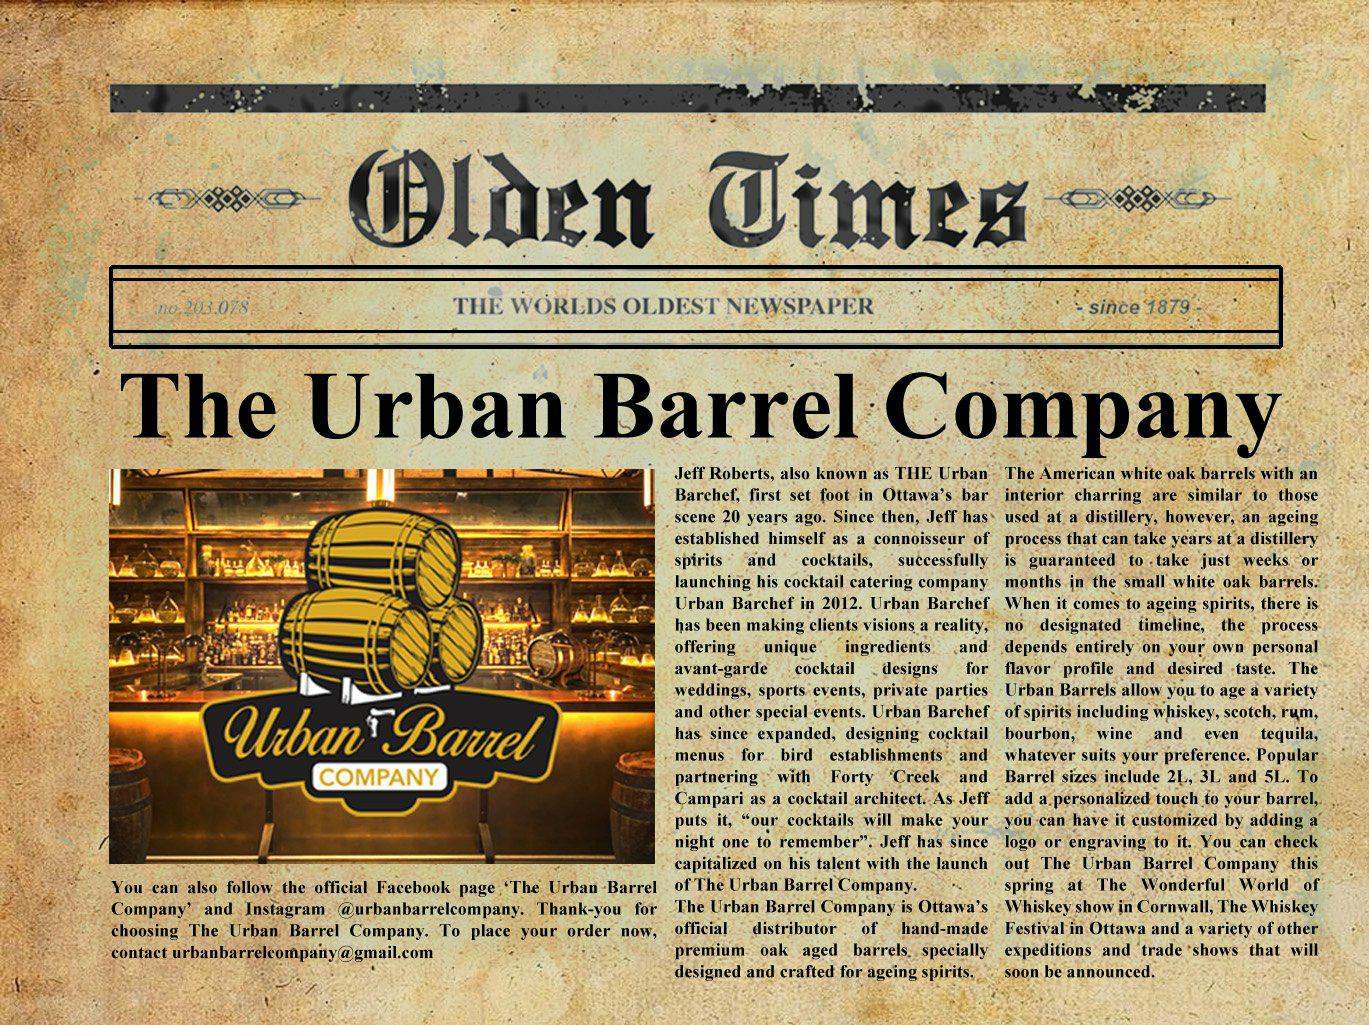 Olden Times
no.203.078
THE WORLDS OLDEST NEWSPAPER
- since 1879 -
The Urban Barrel Company
Urban Barrel
COMPANY
You can also follow the official Facebook page ‘The Urban Barrel
Company’ and Instagram @urbanbarrelcompany. Thank-you for
choosing The Urban Barrel Company. To place your order now,
contact urbanbarrelcompany@gmail.com
Jeff Roberts, also known as THE Urban
Barchef, first set foot in Ottawa’s bar
scene 20 years ago. Since then, Jeff has
established himself as a connoisseur of
spirits and cocktails, successfully
launching his cocktail catering company
Urban Barchef in 2012. Urban Barchef
has been making clients visions a reality,
offering unique ingredients and
avant-garde cocktail designs for
weddings, sports events, private parties
and other special events. Urban Barchef
has since expanded, designing cocktail
menus for bird establishments and
partnering with Forty Creek and
Campari as a cocktail architect. As Jeff
puts it, “our cocktails will make your
night one to remember”. Jeff has since
capitalized on his talent with the launch
of The Urban Barrel Company.
The Urban Barrel Company is Ottawa’s
official distributor of hand-made
premium oak aged barrels specially
designed and crafted for ageing spirits.
The American white oak barrels with an
interior charring are similar to those
used at a distillery, however, an ageing
process that can take years at a distillery
is guaranteed to take just weeks or
months in the small white oak barrels.
When it comes to ageing spirits, there is
no designated timeline, the process
depends entirely on your own personal
flavor profile and desired taste. The
Urban Barrels allow you to age a variety
of spirits including whiskey, scotch, rum,
bourbon, wine and even tequila,
whatever suits your preference. Popular
Barrel sizes include 2L, 3L and 5L. To
add a personalized touch to your barrel,
you can have it customized by adding a
logo or engraving to it. You can check
out The Urban Barrel Company this
spring at The Wonderful World of
Whiskey show in Cornwall, The Whiskey
Festival in Ottawa and a variety of other
expeditions and trade shows that will
soon be announced.